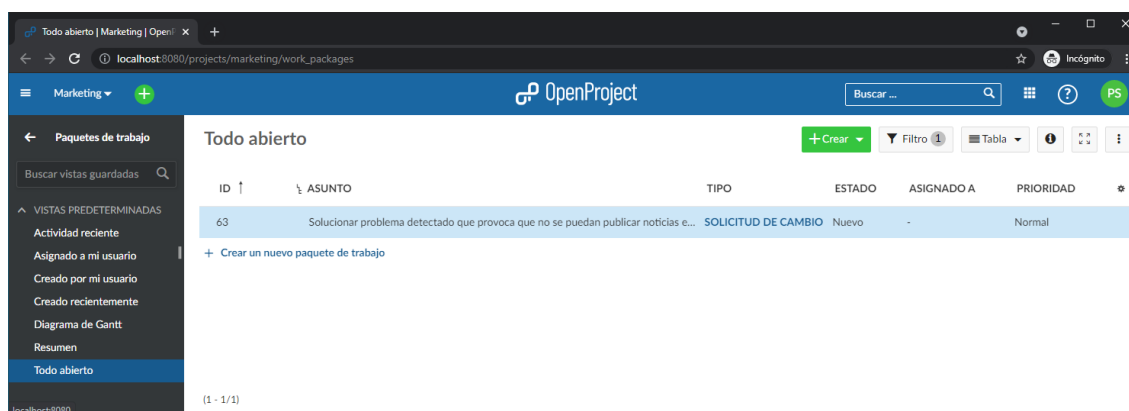 Todo abierto | Marketing | OpenP
localhost:8080/projects/marketing/work_packages
Incógnito
Marketing
OpenProject
Buscar ...
?
PS
Paquetes de trabajo
Todo abierto
+ Crear
Filtro 1
Tabla
Buscar vistas guardadas
ID ASUNTO TIPO ESTADO ASIGNADO A PRIORIDAD
VISTAS PREDETERMINADAS
63 Solucionar problema detectado que provoca que no se puedan publicar noticias e... SOLICITUD DE CAMBIO Nuevo - Normal
Actividad reciente
Asignado a mi usuario
+ Crear un nuevo paquete de trabajo
Creado por mi usuario
Creado recientemente
Diagrama de Gantt
Resumen
Todo abierto
(1 - 1/1)
localhost:8080